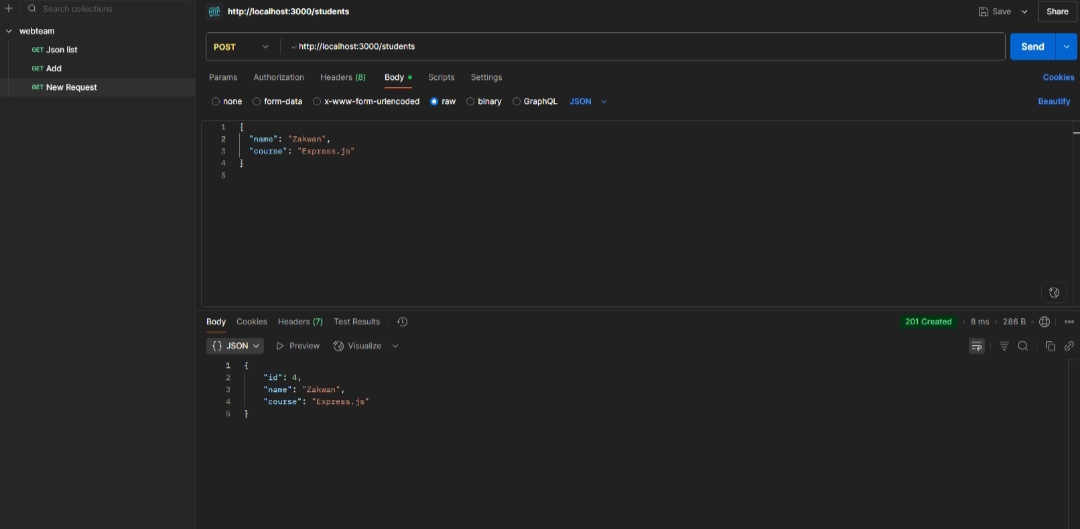 Search collections
webteam
GET Json list
GET Add
GET New Request
HTTP http://localhost:3000/students
Save
Share
POST
http://localhost:3000/students
Send
Params Authorization Headers (8) Body Scripts Settings
Cookies
none form-data x-www-form-urlencoded raw binary GraphQL JSON
Beautify
1 {
2 "name": "Zakwan",
3 "course": "Express.js"
4 }
5
Body Cookies Headers (7) Test Results
201 Created 8 ms 286 B
{} JSON Preview Visualize
1 {
2 "id": 4,
3 "name": "Zakwan",
4 "course": "Express.js"
5 }